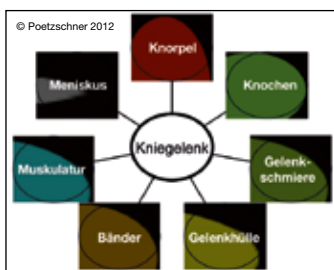 © Poetzschner 2012
Knorpel
Meniskus
Knochen
Kniegelenk
Muskulatur
Gelenk-
schmiere
Bänder
Gelenkhülle